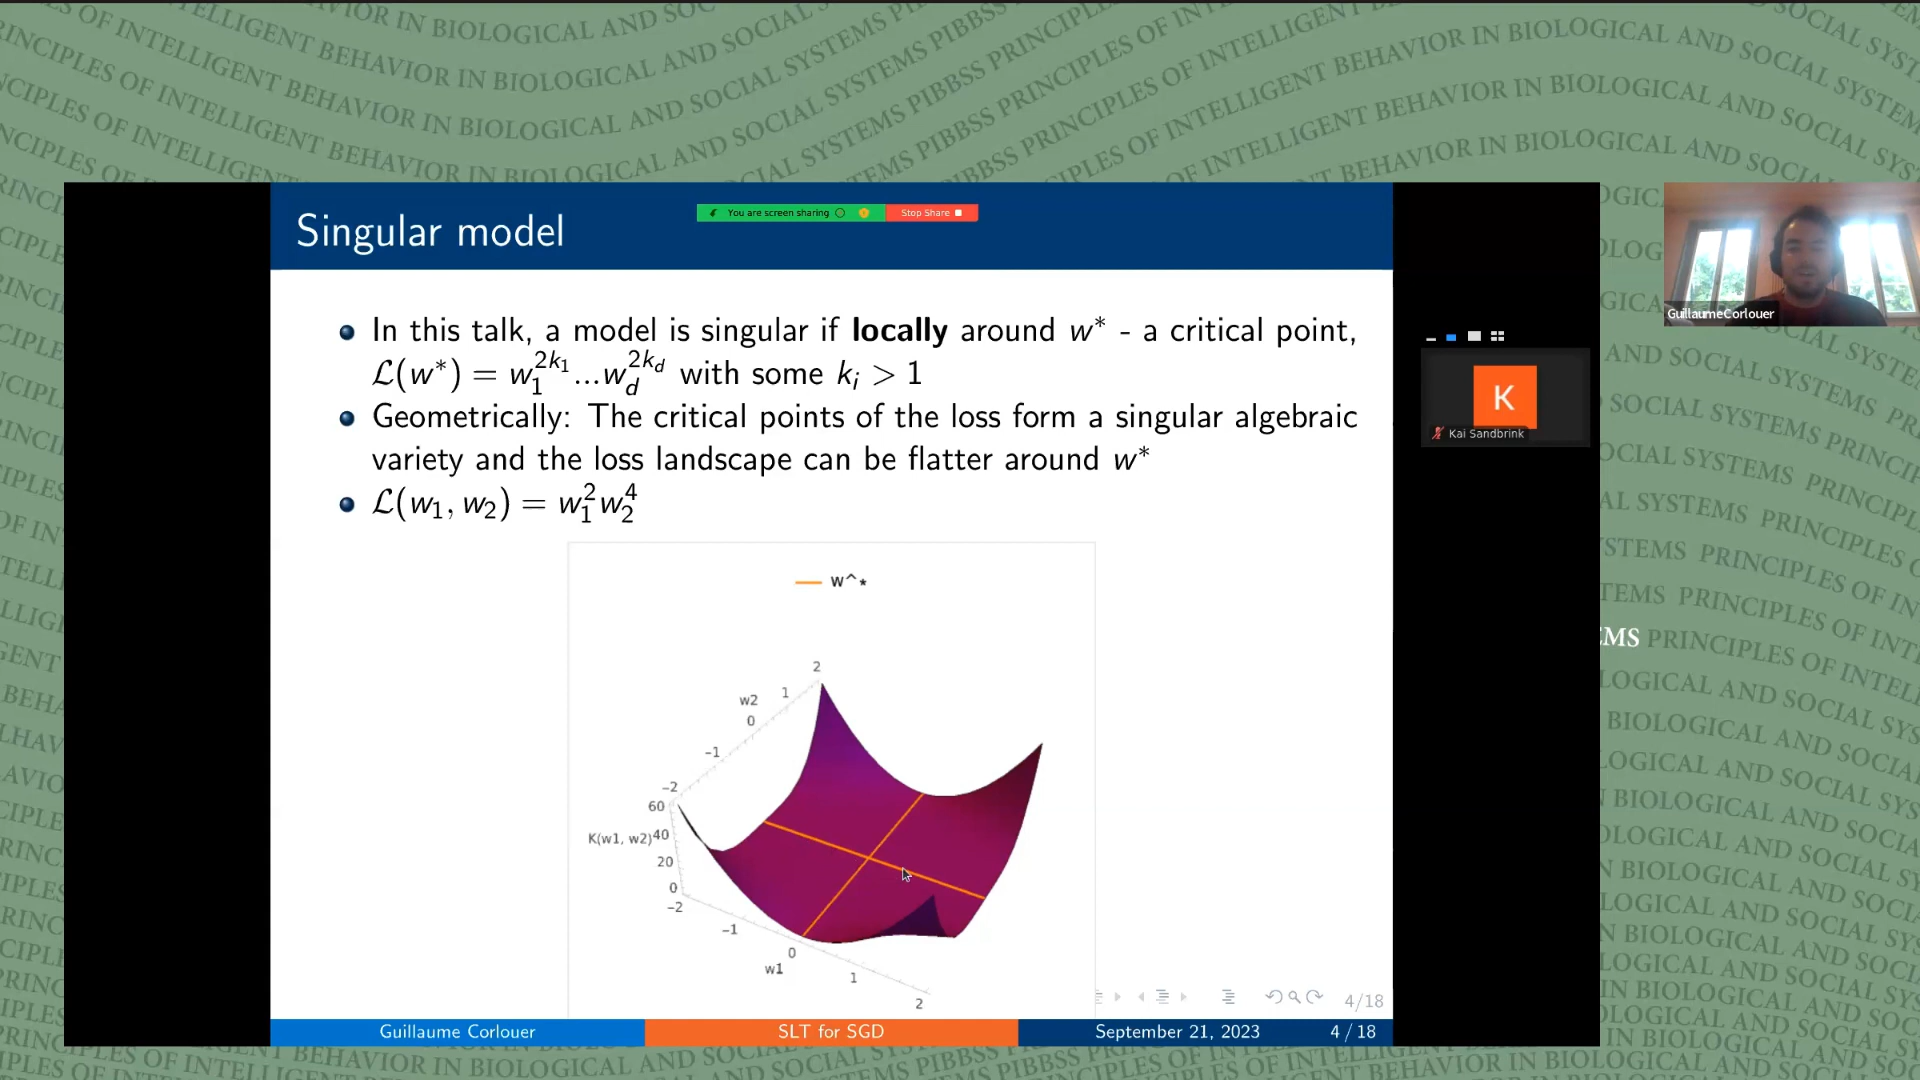 Singular model
You are screen sharing
Stop Share
In this talk, a model is singular if locally around w* - a critical point,
ℒ(w*) = w₁^{2k₁}...w_d^{2k_d} with some kᵢ > 1
Geometrically: The critical points of the loss form a singular algebraic
variety and the loss landscape can be flatter around w*
ℒ(w₁, w₂) = w₁²w₂⁴
w^*
2
1
w2
0
-1
-2
60
K(w1, w2)
40
20
0
-2
-1
0
w1
1
2
4/18
Guillaume Corlouer
SLT for SGD
September 21, 2023
4 / 18
GuillaumeCorlouer
K
Kai Sandbrink
PRINCIPLES OF INTELLIGENT BEHAVIOR IN BIOLOGICAL AND SOCIAL SYSTEMS PIBBSS